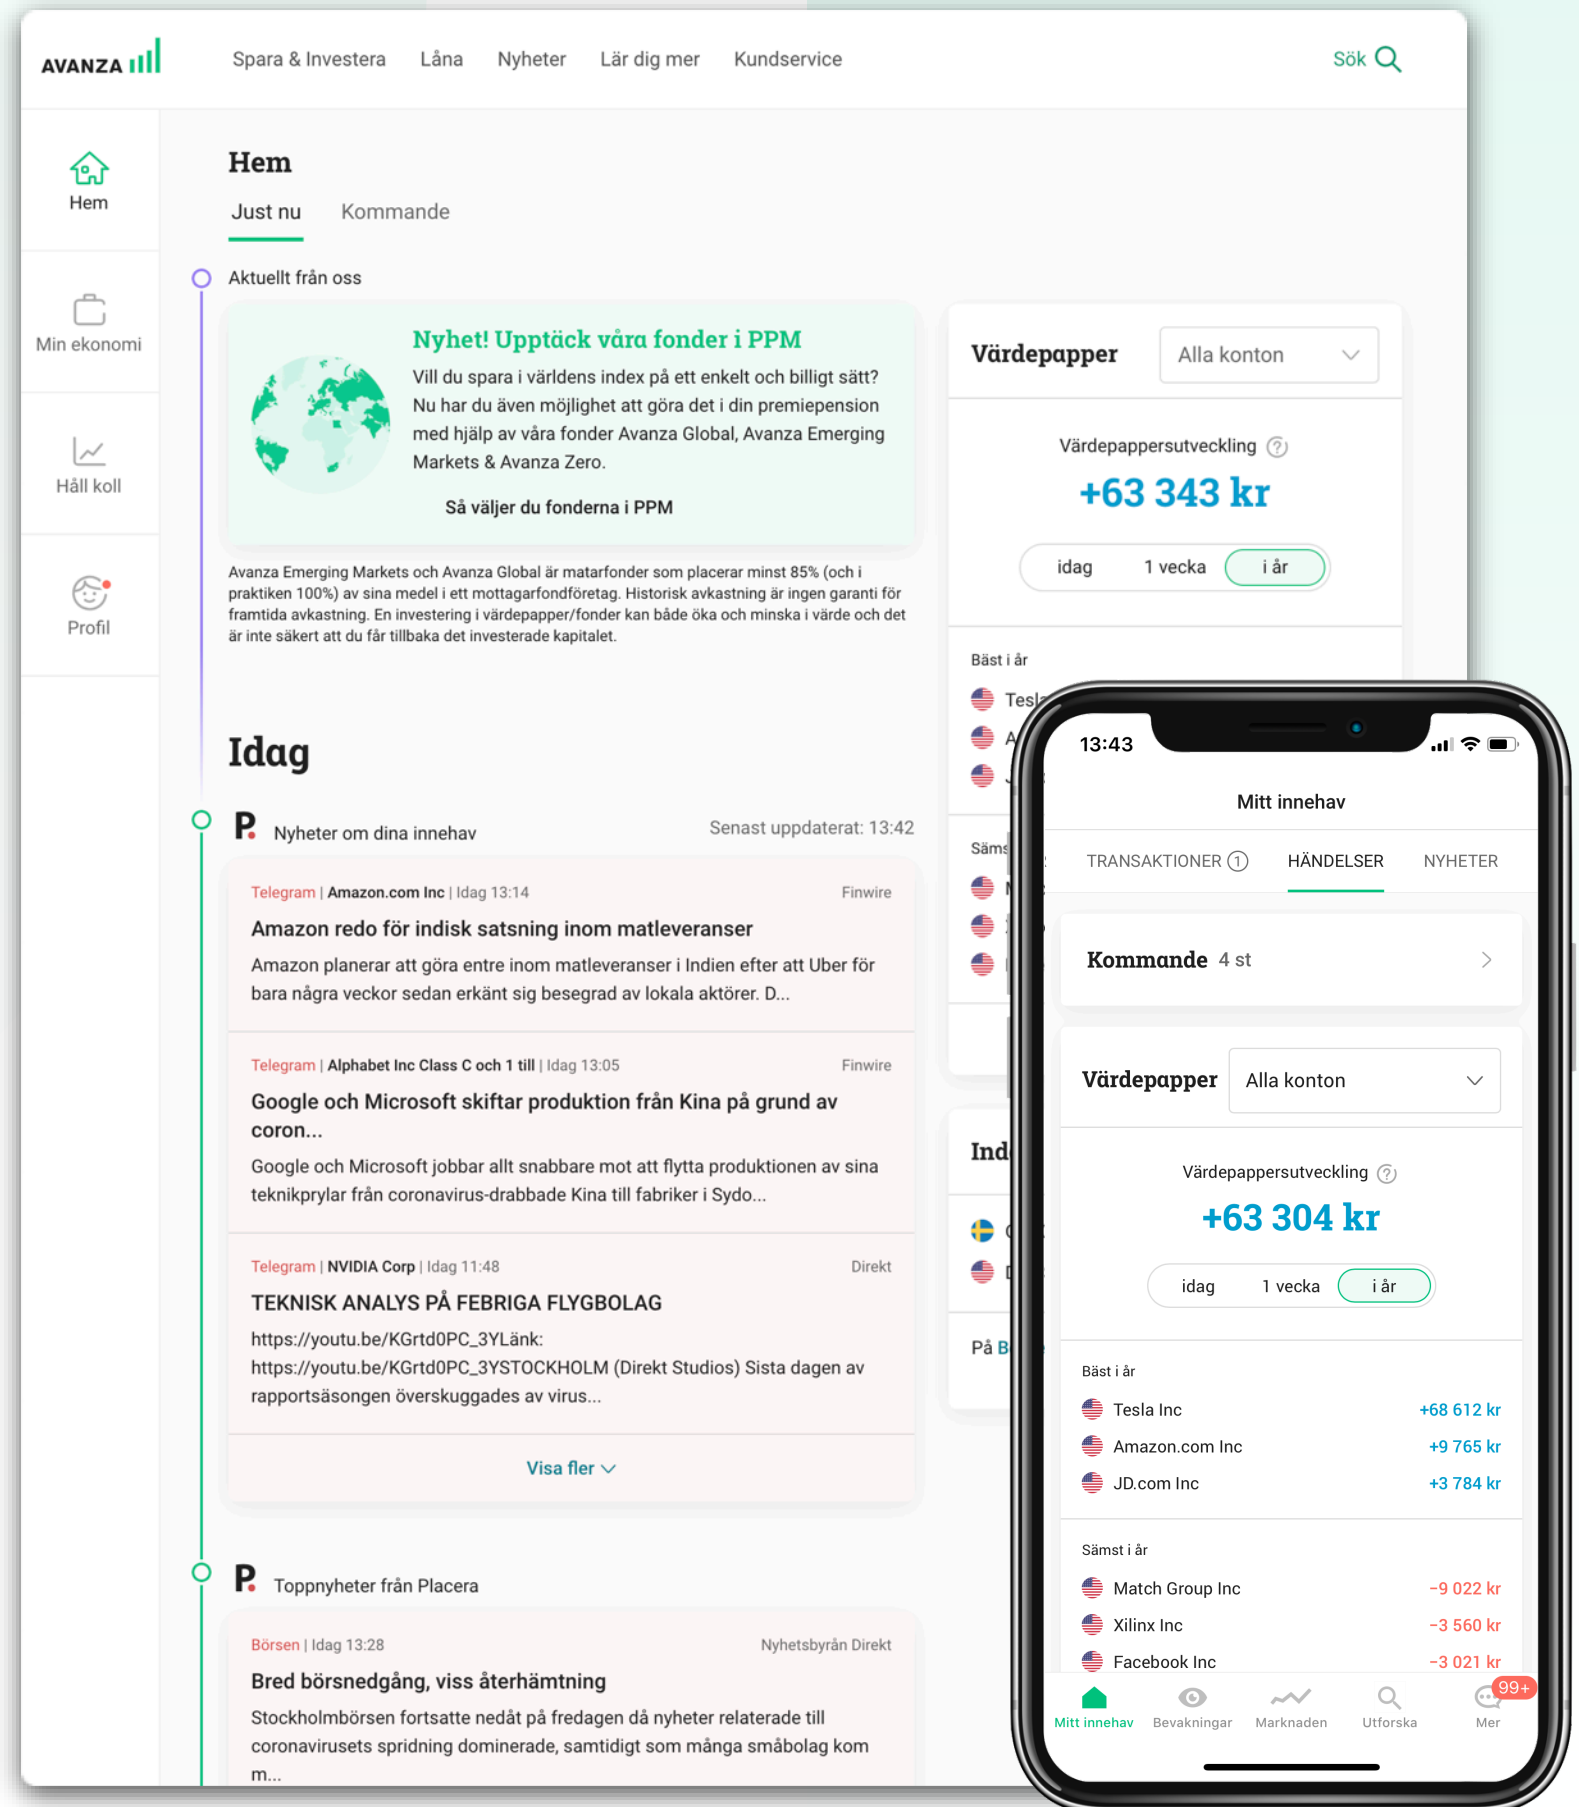 AVANZA
Spara & Investera Låna Nyheter Lär dig mer Kundservice
Sök
Hem
Min ekonomi
Håll koll
Profil
Hem
Just nu Kommande
Aktuellt från oss
Nyhet! Upptäck våra fonder i PPM
Vill du spara i världens index på ett enkelt och billigt sätt?
Nu har du även möjlighet att göra det i din premiepension
med hjälp av våra fonder Avanza Global, Avanza Emerging
Markets & Avanza Zero.
Så väljer du fonderna i PPM
Avanza Emerging Markets och Avanza Global är matarfonder som placerar minst 85% (och i
praktiken 100%) av sina medel i ett mottagarfondföretag. Historisk avkastning är ingen garanti för
framtida avkastning. En investering i värdepapper/fonder kan både öka och minska i värde och det
är inte säkert att du får tillbaka det investerade kapitalet.
Idag
P. Nyheter om dina innehav Senast uppdaterat: 13:42
Telegram | Amazon.com Inc | Idag 13:14 Finwire
Amazon redo för indisk satsning inom matleveranser
Amazon planerar att göra entre inom matleveranser i Indien efter att Uber för
bara några veckor sedan erkänt sig besegrad av lokala aktörer. D...
Telegram | Alphabet Inc Class C och 1 till | Idag 13:05 Finwire
Google och Microsoft skiftar produktion från Kina på grund av
coron...
Google och Microsoft jobbar allt snabbare mot att flytta produktionen av sina
teknikprylar från coronavirus-drabbade Kina till fabriker i Sydo...
Telegram | NVIDIA Corp | Idag 11:48 Direkt
TEKNISK ANALYS PÅ FEBRIGA FLYGBOLAG
https://youtu.be/KGrtd0PC_3YLänk:
https://youtu.be/KGrtd0PC_3YSTOCKHOLM (Direkt Studios) Sista dagen av
rapportsäsongen överskuggades av virus...
Visa fler
P. Toppnyheter från Placera
Börsen | Idag 13:28 Nyhetsbyrån Direkt
Bred börsnedgång, viss återhämtning
Stockholmbörsen fortsatte nedåt på fredagen då nyheter relaterade till
coronavirusets spridning dominerade, samtidigt som många småbolag kom
m...
Värdepapper Alla konton
Värdepappersutveckling ?
+63 343 kr
idag 1 vecka i år
Bäst i år
Tesla
Säms
Ind
På B
13:43
Mitt innehav
TRANSAKTIONER 1 HÄNDELSER NYHETER
Kommande 4 st
Värdepapper Alla konton
Värdepappersutveckling ?
+63 304 kr
idag 1 vecka i år
Bäst i år
Tesla Inc +68 612 kr
Amazon.com Inc +9 765 kr
JD.com Inc +3 784 kr
Sämst i år
Match Group Inc −9 022 kr
Xilinx Inc −3 560 kr
Facebook Inc −3 021 kr
99+
Mitt innehav Bevakningar Marknaden Utforska Mer